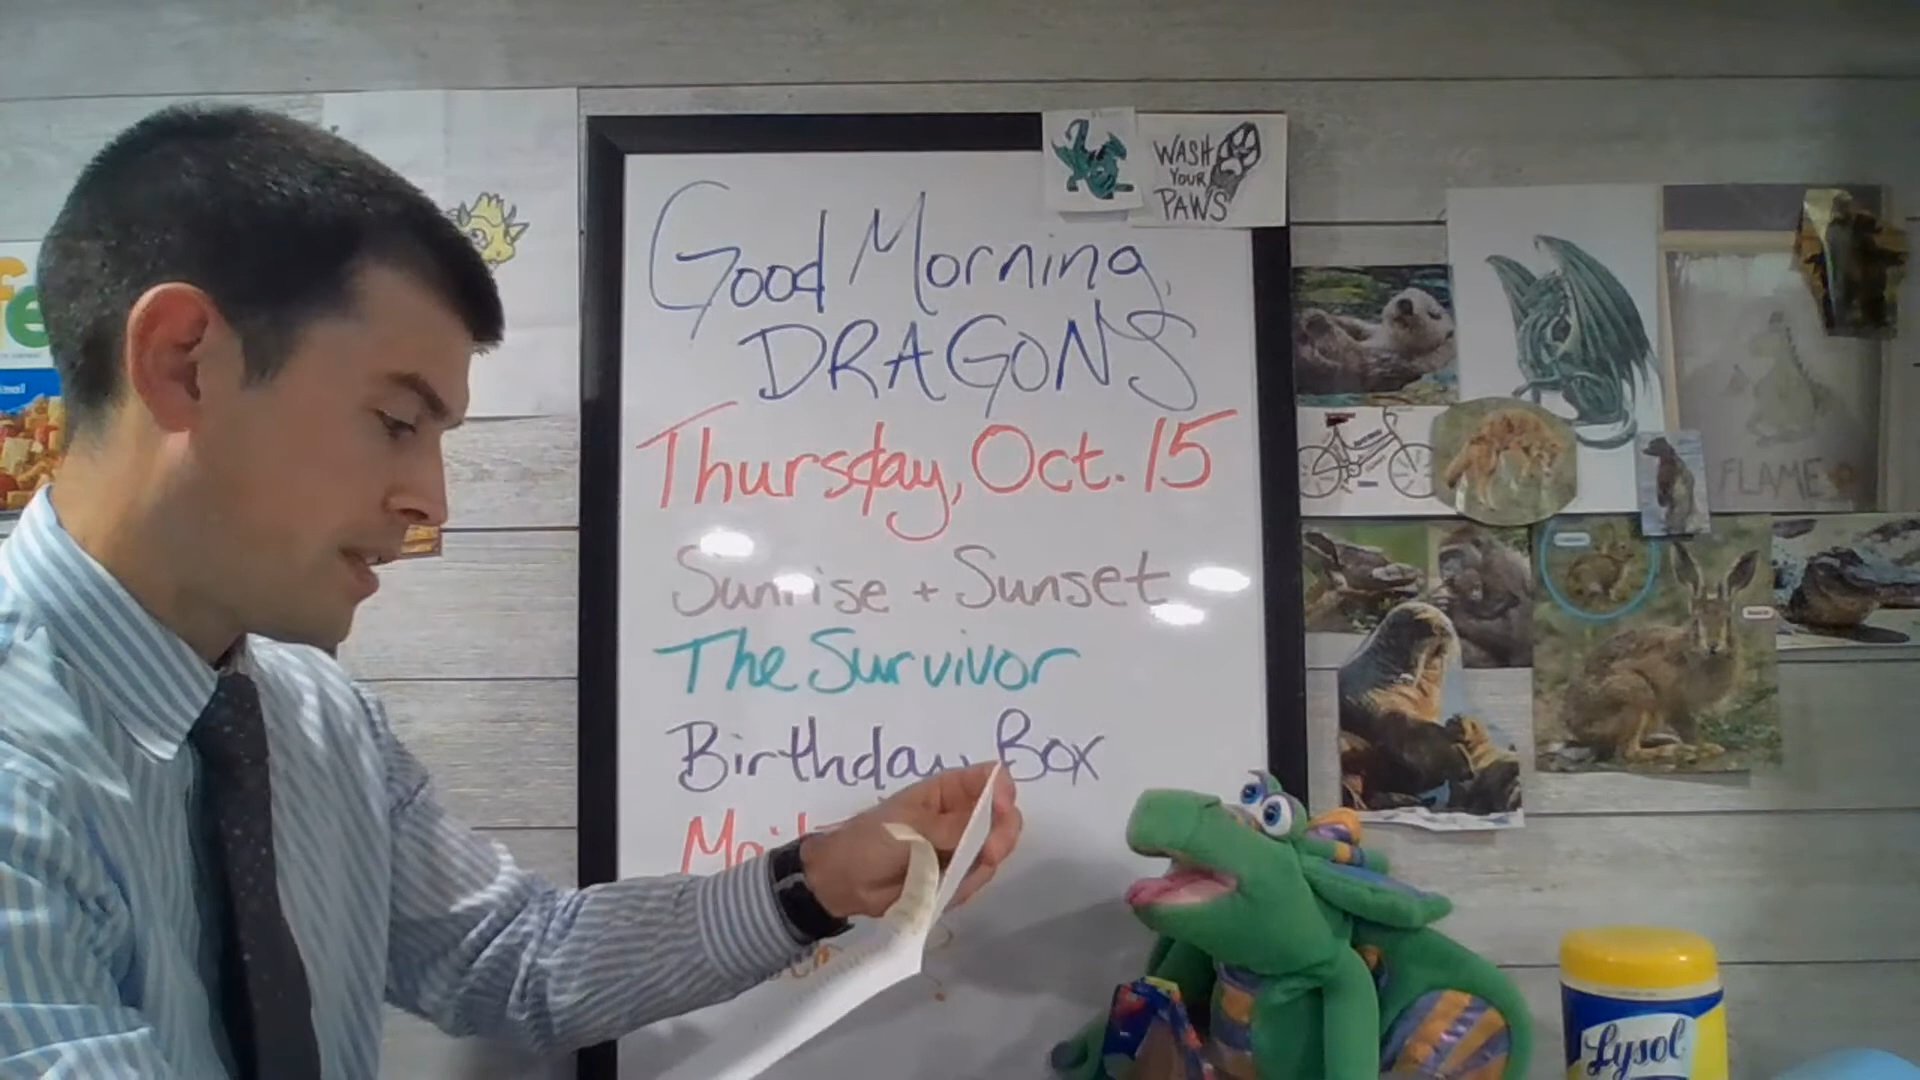 Good Morning,
DRAGONS
Thursday, Oct. 15
Sunrise + Sunset
The Survivor
Birthday Box
WASH
YOUR
PAWS
FLAME
Lysol